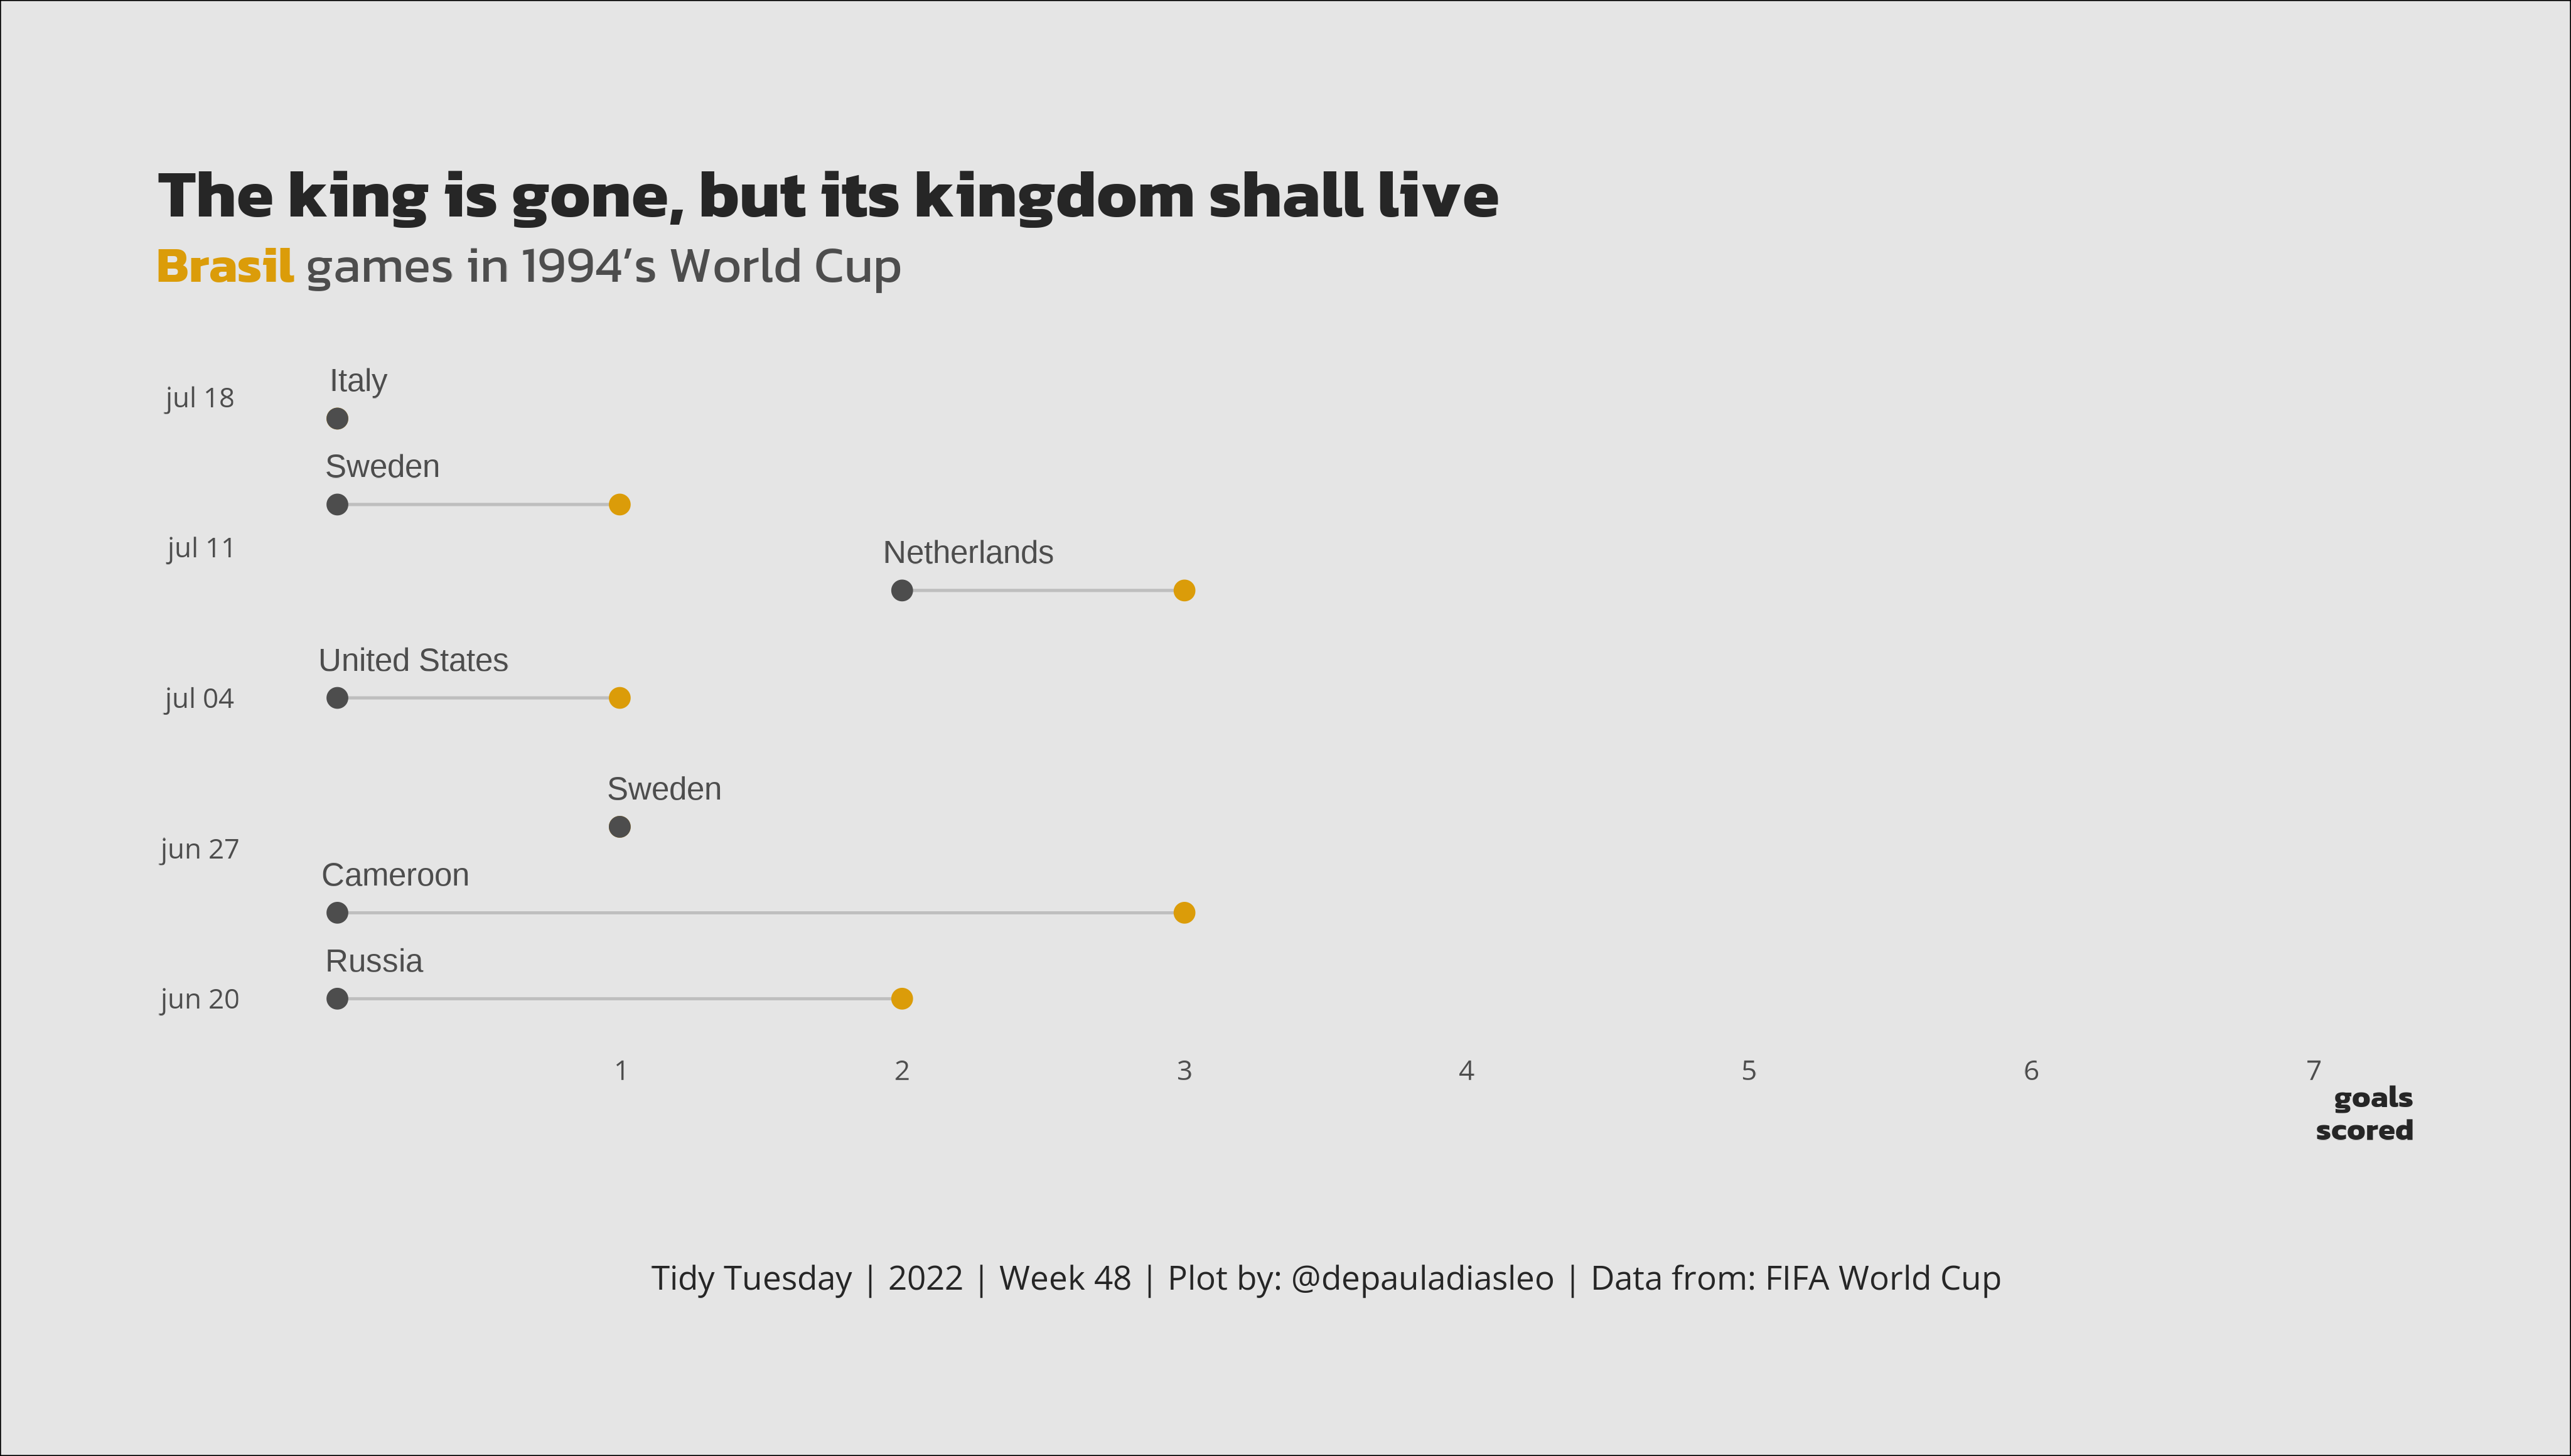 The king is gone, but its kingdom shall live
Brasil games in 1994’s World Cup
Italy
jul 18
Sweden
jul 11
Netherlands
United States
jul 04
Sweden
jun 27
Cameroon
Russia
jun 20
1 2 3 4 5 6 7
goals
scored
Tidy Tuesday | 2022 | Week 48 | Plot by: @depauladiasleo | Data from: FIFA World Cup